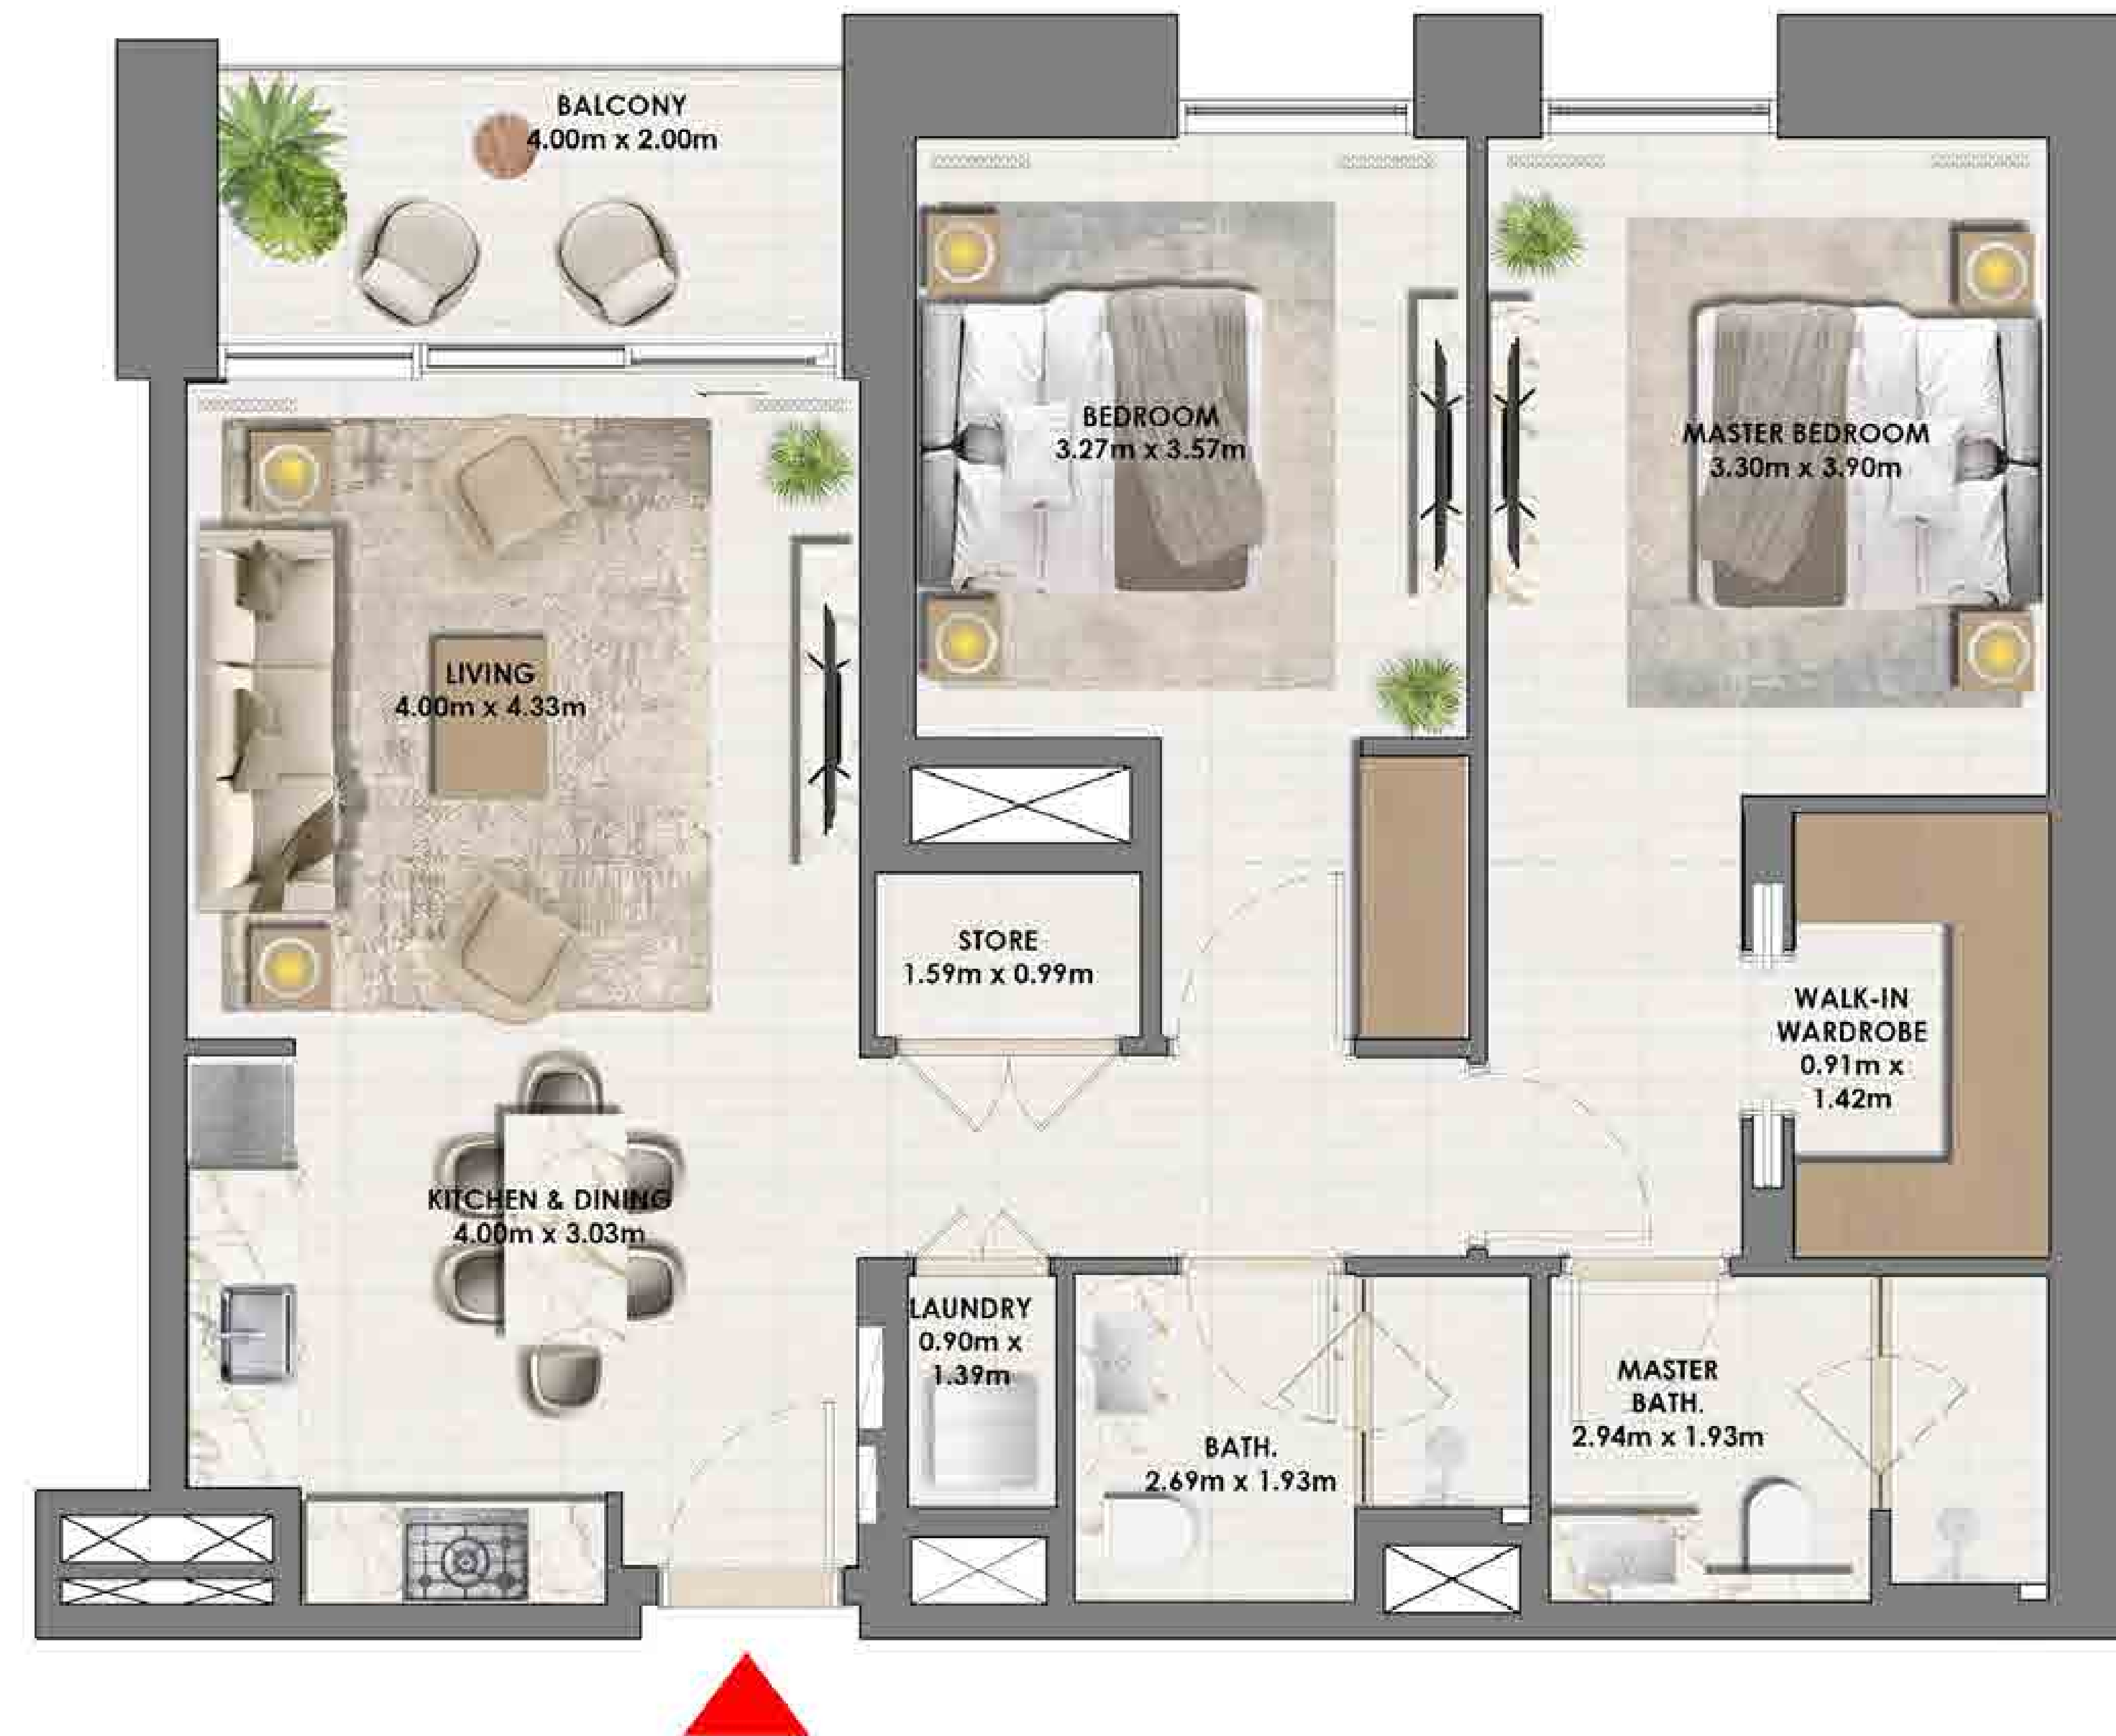 BALCONY
4.00m x 2.00m
BEDROOM
3.27m x 3.57m
MASTER BEDROOM
3.30m x 3.90m
LIVING
4.00m x 4.33m
STORE
1.59m x 0.99m
WALK-IN
WARDROBE
0.91m x
1.42m
KITCHEN & DINING
4.00m x 3.03m
LAUNDRY
0.90m x
1.39m
BATH.
2.69m x 1.93m
MASTER
BATH.
2.94m x 1.93m